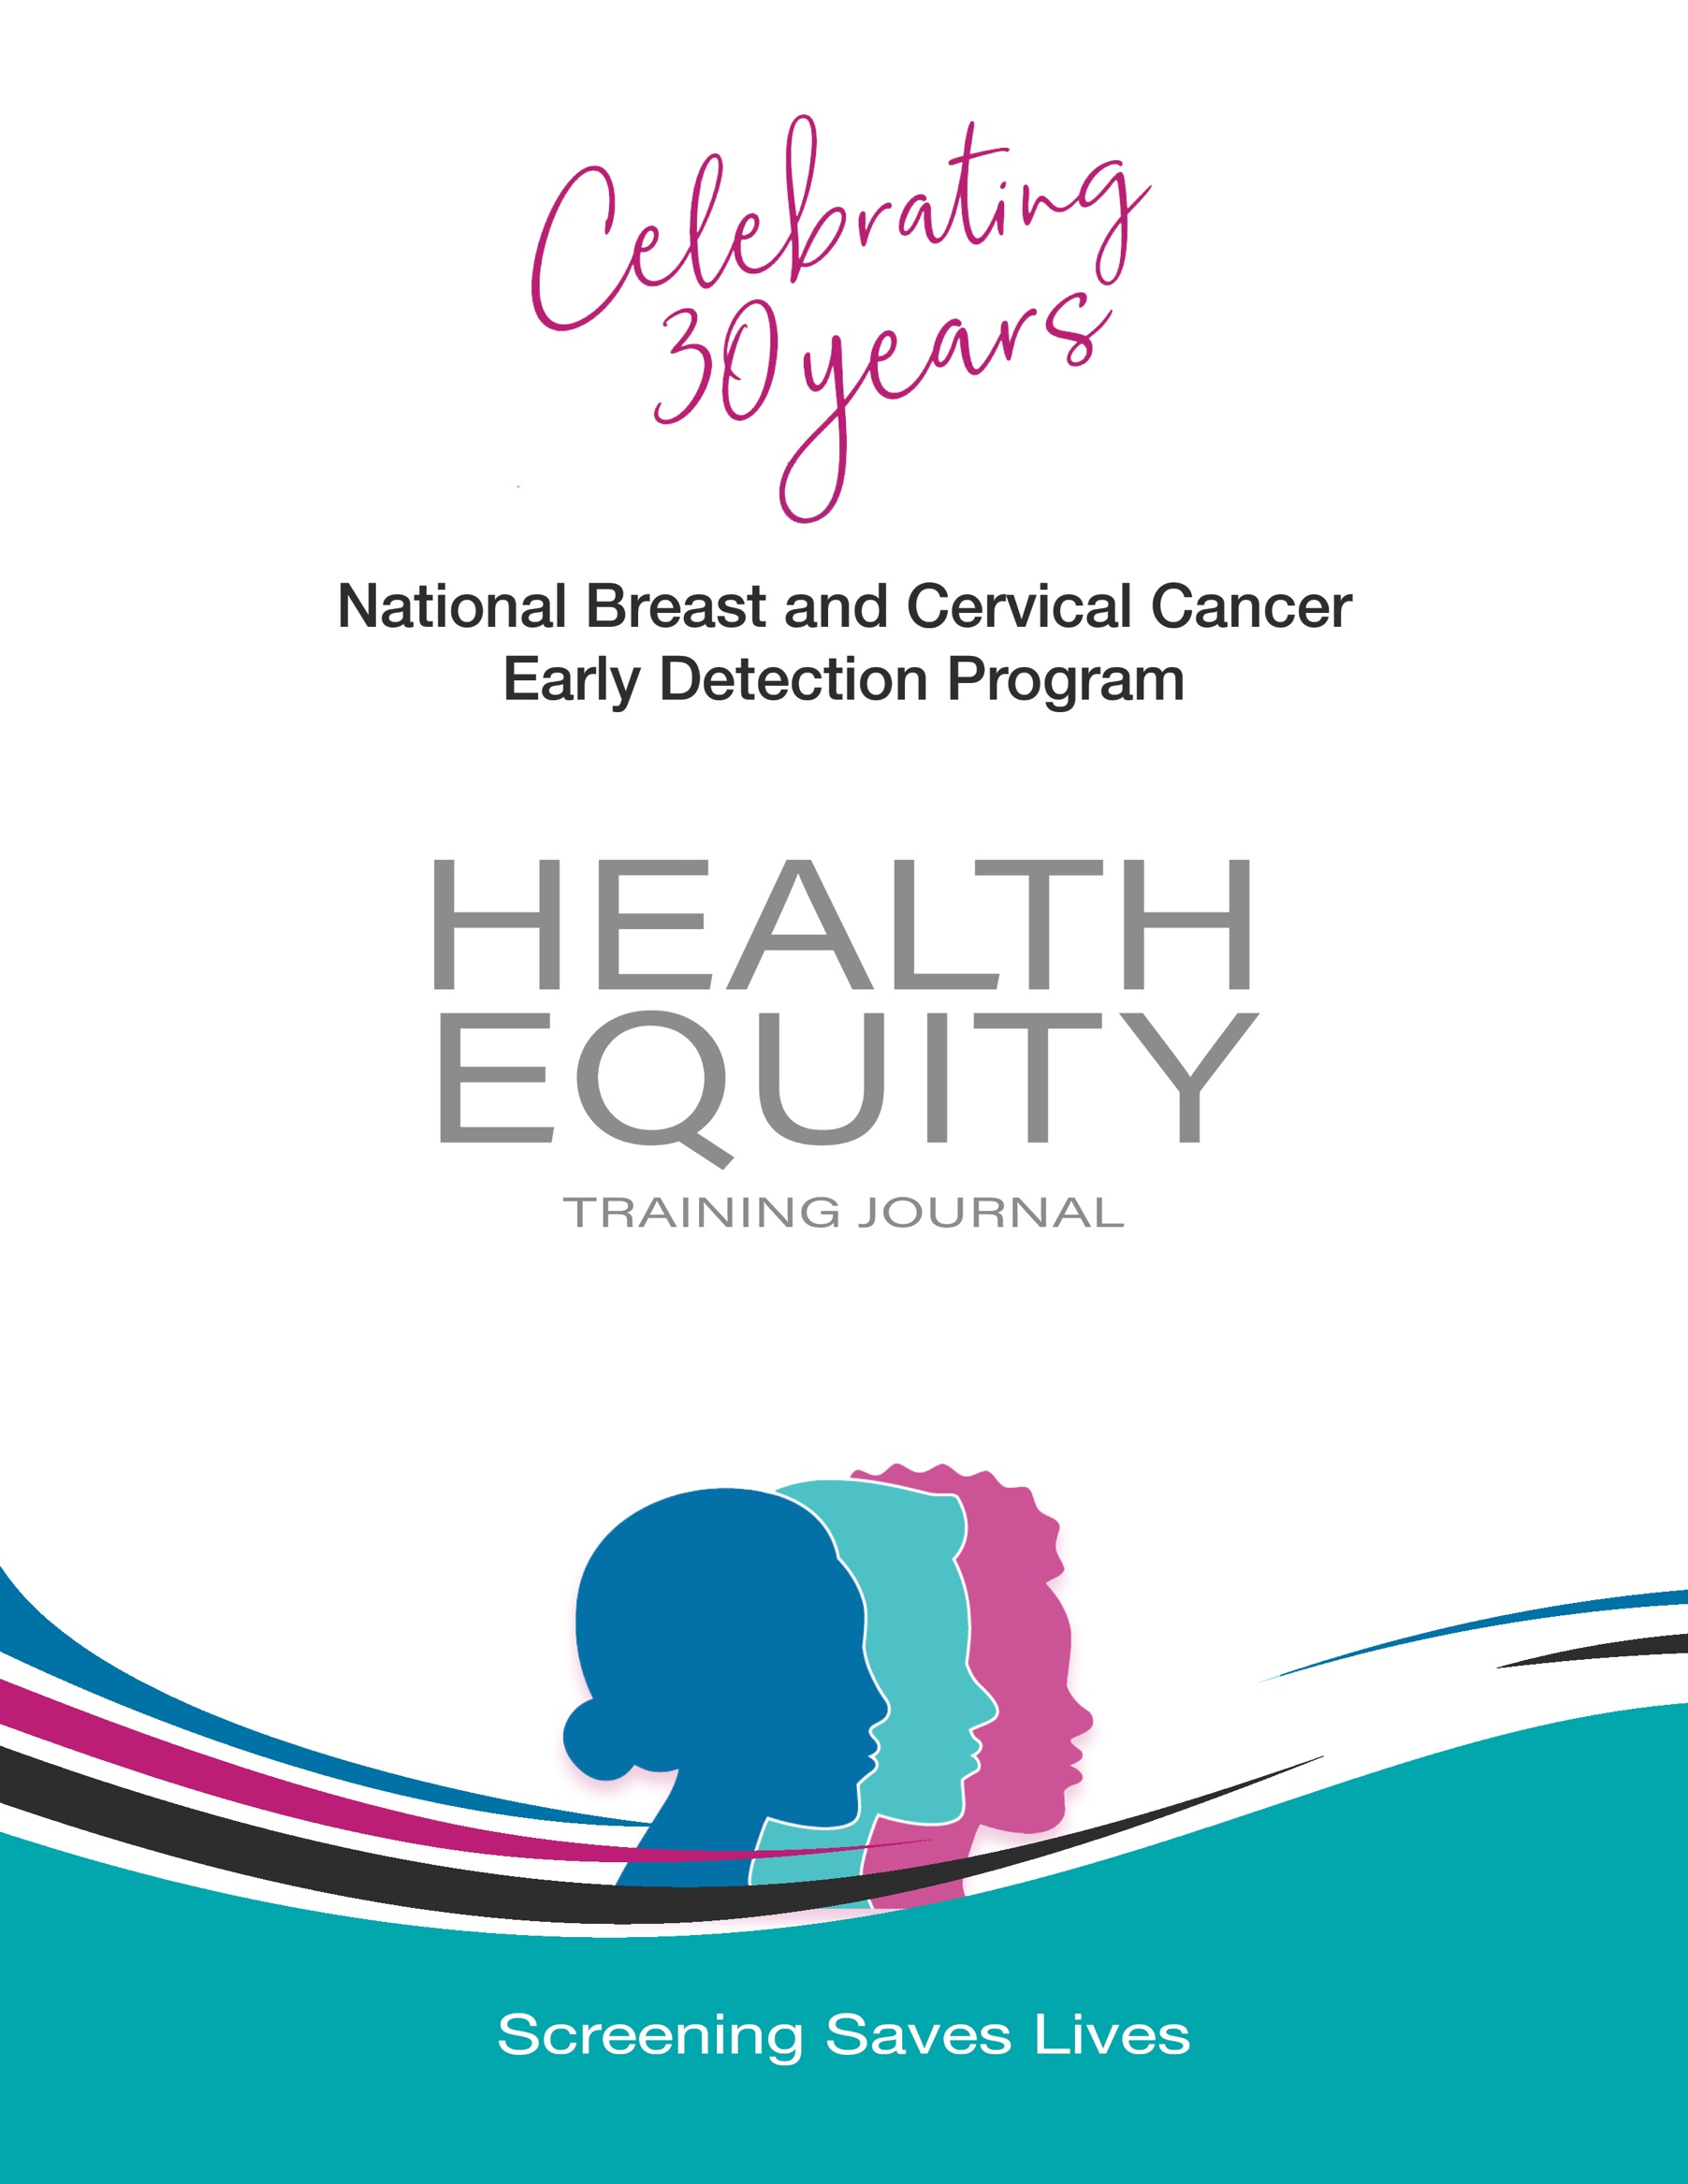 Celebrating
30 years
National Breast and Cervical Cancer
Early Detection Program
HEALTH
EQUITY
TRAINING JOURNAL
Screening Saves Lives